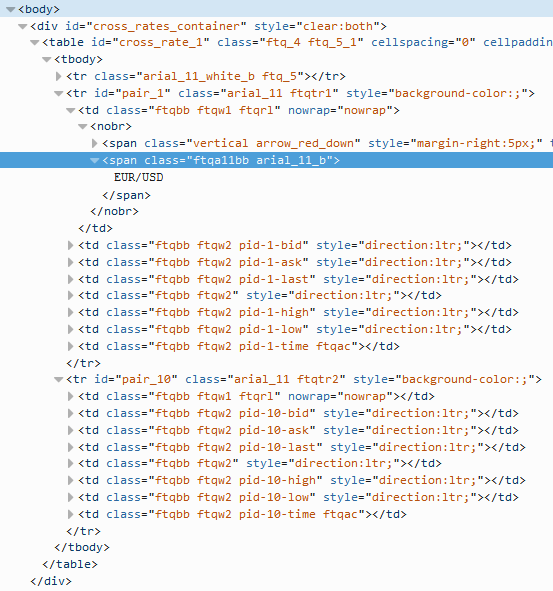 <body>
<div id="cross_rates_container" style="clear:both">
<table id="cross_rate_1" class="ftq_4 ftq_5_1" cellspacing="0" cellpaddin
<tbody>
<tr class="arial_11_white_b ftq_5"></tr>
<tr id="pair_1" class="arial_11 ftqtr1" style="background-color:;">
<td class="ftqbb ftqw1 ftqrl" nowrap="nowrap">
<nobr>
<span class="vertical arrow_red_down" style="margin-right:5px;" t
<span class="ftqa11bb arial_11_b">
EUR/USD
</span>
</nobr>
</td>
<td class="ftqbb ftqw2 pid-1-bid" style="direction:ltr;"></td>
<td class="ftqbb ftqw2 pid-1-ask" style="direction:ltr;"></td>
<td class="ftqbb ftqw2 pid-1-last" style="direction:ltr;"></td>
<td class="ftqbb ftqw2" style="direction:ltr;"></td>
<td class="ftqbb ftqw2 pid-1-high" style="direction:ltr;"></td>
<td class="ftqbb ftqw2 pid-1-low" style="direction:ltr;"></td>
<td class="ftqbb ftqw2 pid-1-time ftqac"></td>
</tr>
<tr id="pair_10" class="arial_11 ftqtr2" style="background-color:;">
<td class="ftqbb ftqw1 ftqrl" nowrap="nowrap"></td>
<td class="ftqbb ftqw2 pid-10-bid" style="direction:ltr;"></td>
<td class="ftqbb ftqw2 pid-10-ask" style="direction:ltr;"></td>
<td class="ftqbb ftqw2 pid-10-last" style="direction:ltr;"></td>
<td class="ftqbb ftqw2" style="direction:ltr;"></td>
<td class="ftqbb ftqw2 pid-10-high" style="direction:ltr;"></td>
<td class="ftqbb ftqw2 pid-10-low" style="direction:ltr;"></td>
<td class="ftqbb ftqw2 pid-10-time ftqac"></td>
</tr>
</tbody>
</table>
</div>